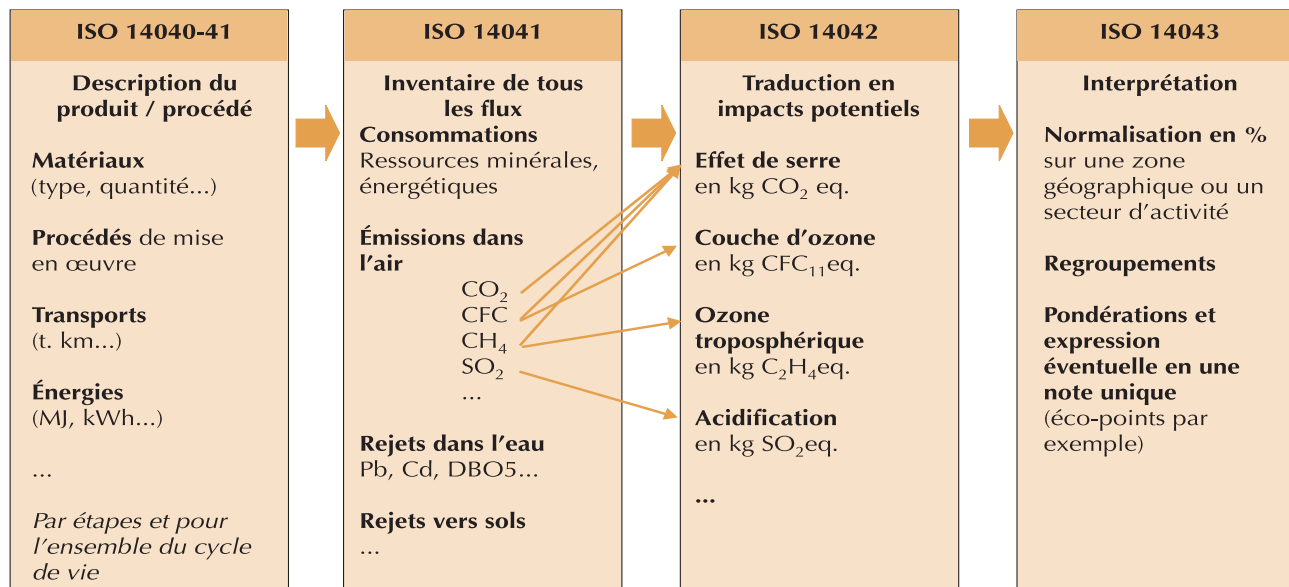 ISO 14040-41
Description du
produit / procédé
Matériaux
(type, quantité...)
Procédés de mise
en œuvre
Transports
(t. km...)
Énergies
(MJ, kWh...)
...
Par étapes et pour
l’ensemble du cycle
de vie
ISO 14041
Inventaire de tous
les flux
Consommations
Ressources minérales,
énergétiques
Émissions dans
l’air
CO₂
CFC
CH₄
SO₂
...
Rejets dans l’eau
Pb, Cd, DBO5...
Rejets vers sols
...
ISO 14042
Traduction en
impacts potentiels
Effet de serre
en kg CO₂ eq.
Couche d’ozone
en kg CFC₁₁eq.
Ozone
troposphérique
en kg C₂H₄eq.
Acidification
en kg SO₂eq.
...
ISO 14043
Interprétation
Normalisation en %
sur une zone
géographique ou un
secteur d’activité
Regroupements
Pondérations et
expression
éventuelle en une
note unique
(éco-points par
exemple)